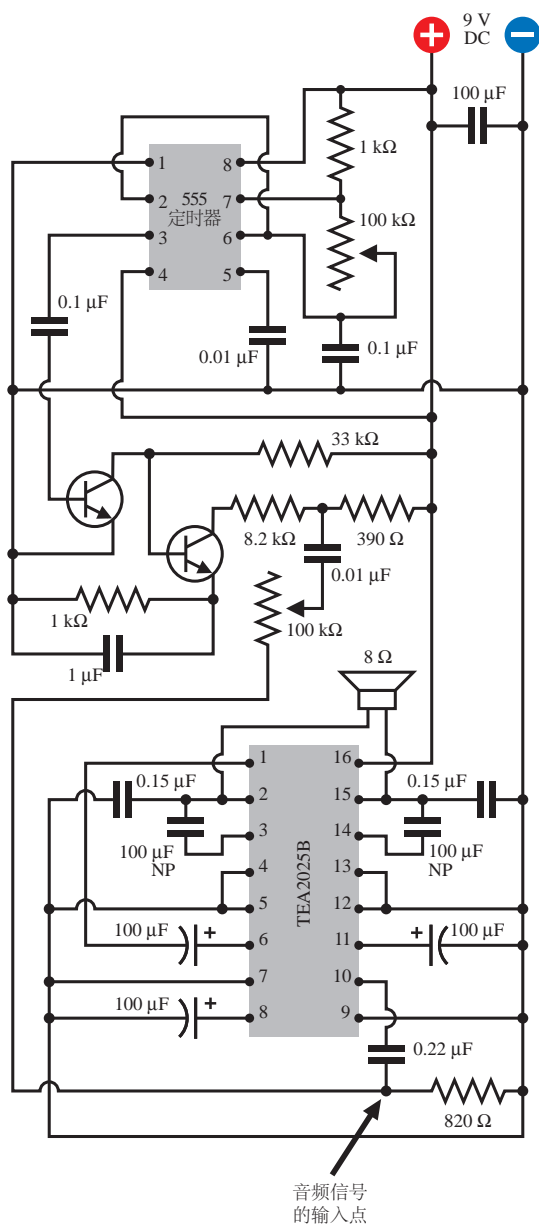 9 V
DC
100 µF
1 kΩ
1
8
555
定时器
2
7
100 kΩ
3
6
4
5
0.1 µF
0.01 µF
0.1 µF
33 kΩ
8.2 kΩ
390 Ω
0.01 µF
1 kΩ
100 kΩ
1 µF
8 Ω
1
16
0.15 µF
0.15 µF
2
15
3
14
100 µF
NP
100 µF
NP
TEA2025B
4
13
5
12
100 µF
+
6
11
+
100 µF
7
10
100 µF
+
8
9
0.22 µF
820 Ω
音频信号
的输入点